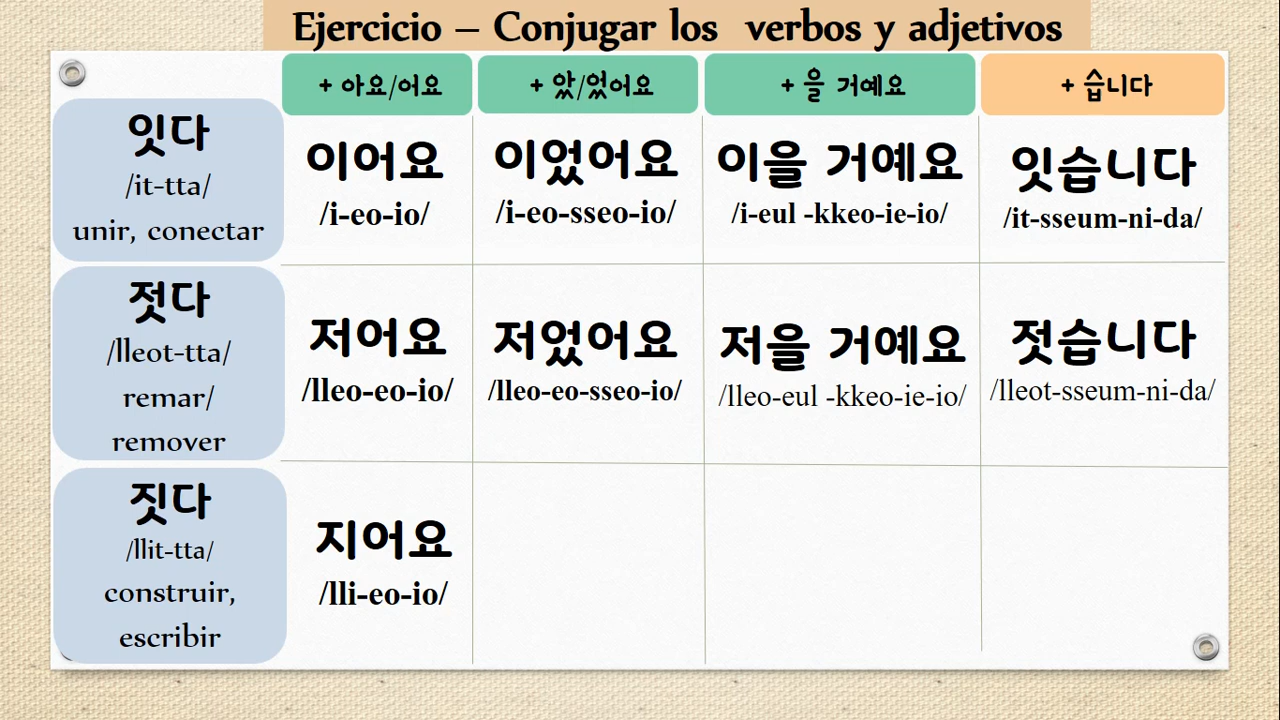 Ejercicio – Conjugar los verbos y adjetivos
+ 아요/어요
+ 았/었어요
+ 을 거예요
+ 습니다
잇다
/it-tta/
unir, conectar
이어요
/i-eo-io/
이었어요
/i-eo-sseo-io/
이을 거예요
/i-eul -kkeo-ie-io/
잇습니다
/it-sseum-ni-da/
젓다
/lleot-tta/
remar/
remover
저어요
/lleo-eo-io/
저었어요
/lleo-eo-sseo-io/
저을 거예요
/lleo-eul -kkeo-ie-io/
젓습니다
/lleot-sseum-ni-da/
짓다
/llit-tta/
construir,
escribir
지어요
/lli-eo-io/